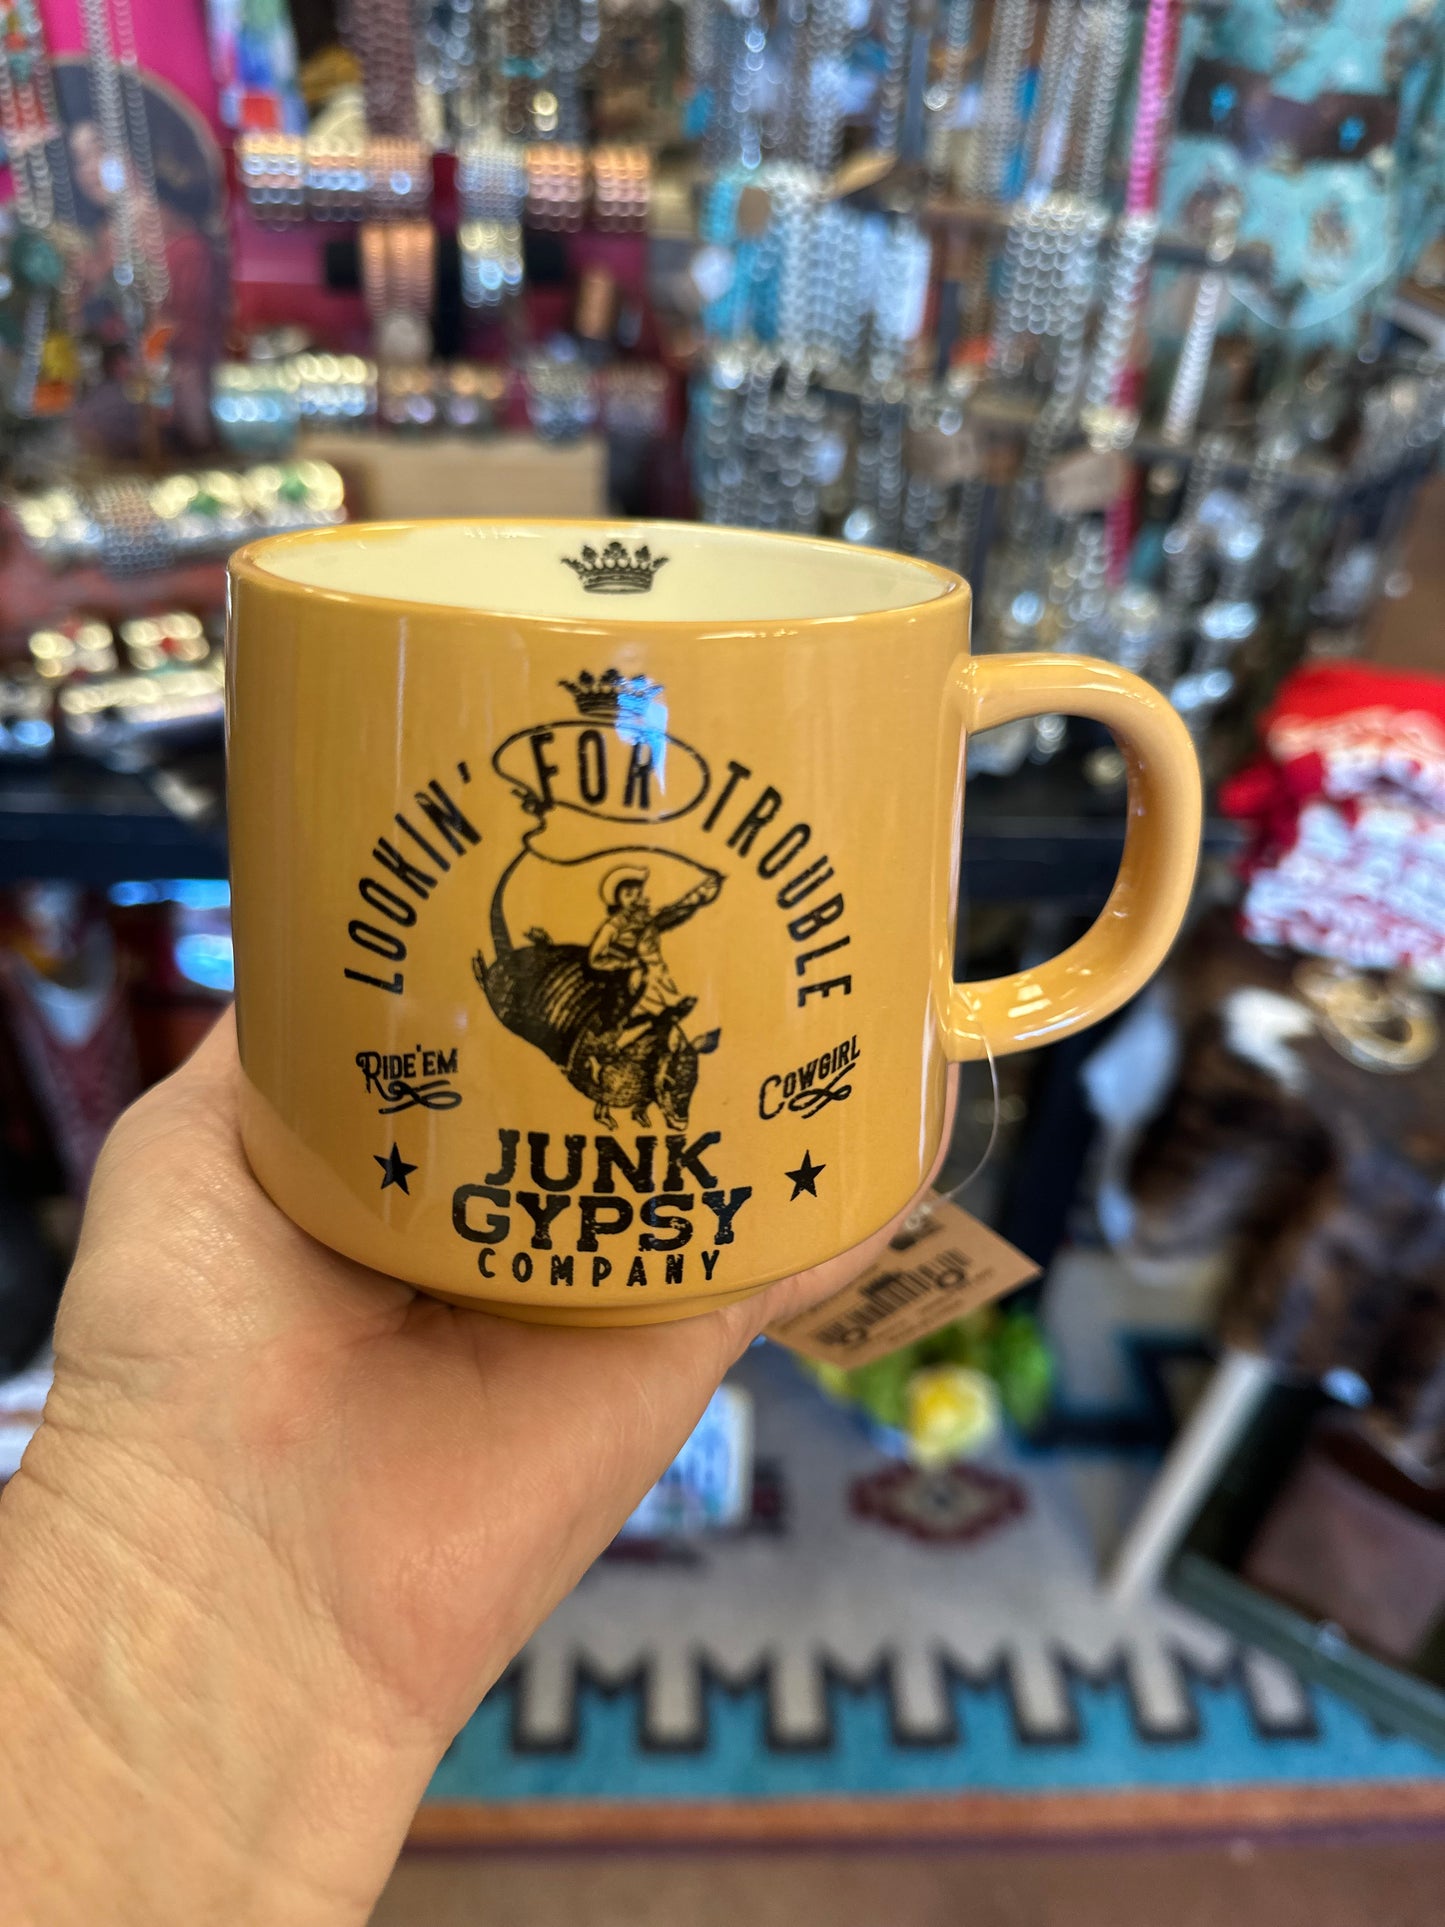 LOOKIN' FOR TROUBLE
RIDE'EM
COWGIRL
JUNK
GYPSY
COMPANY